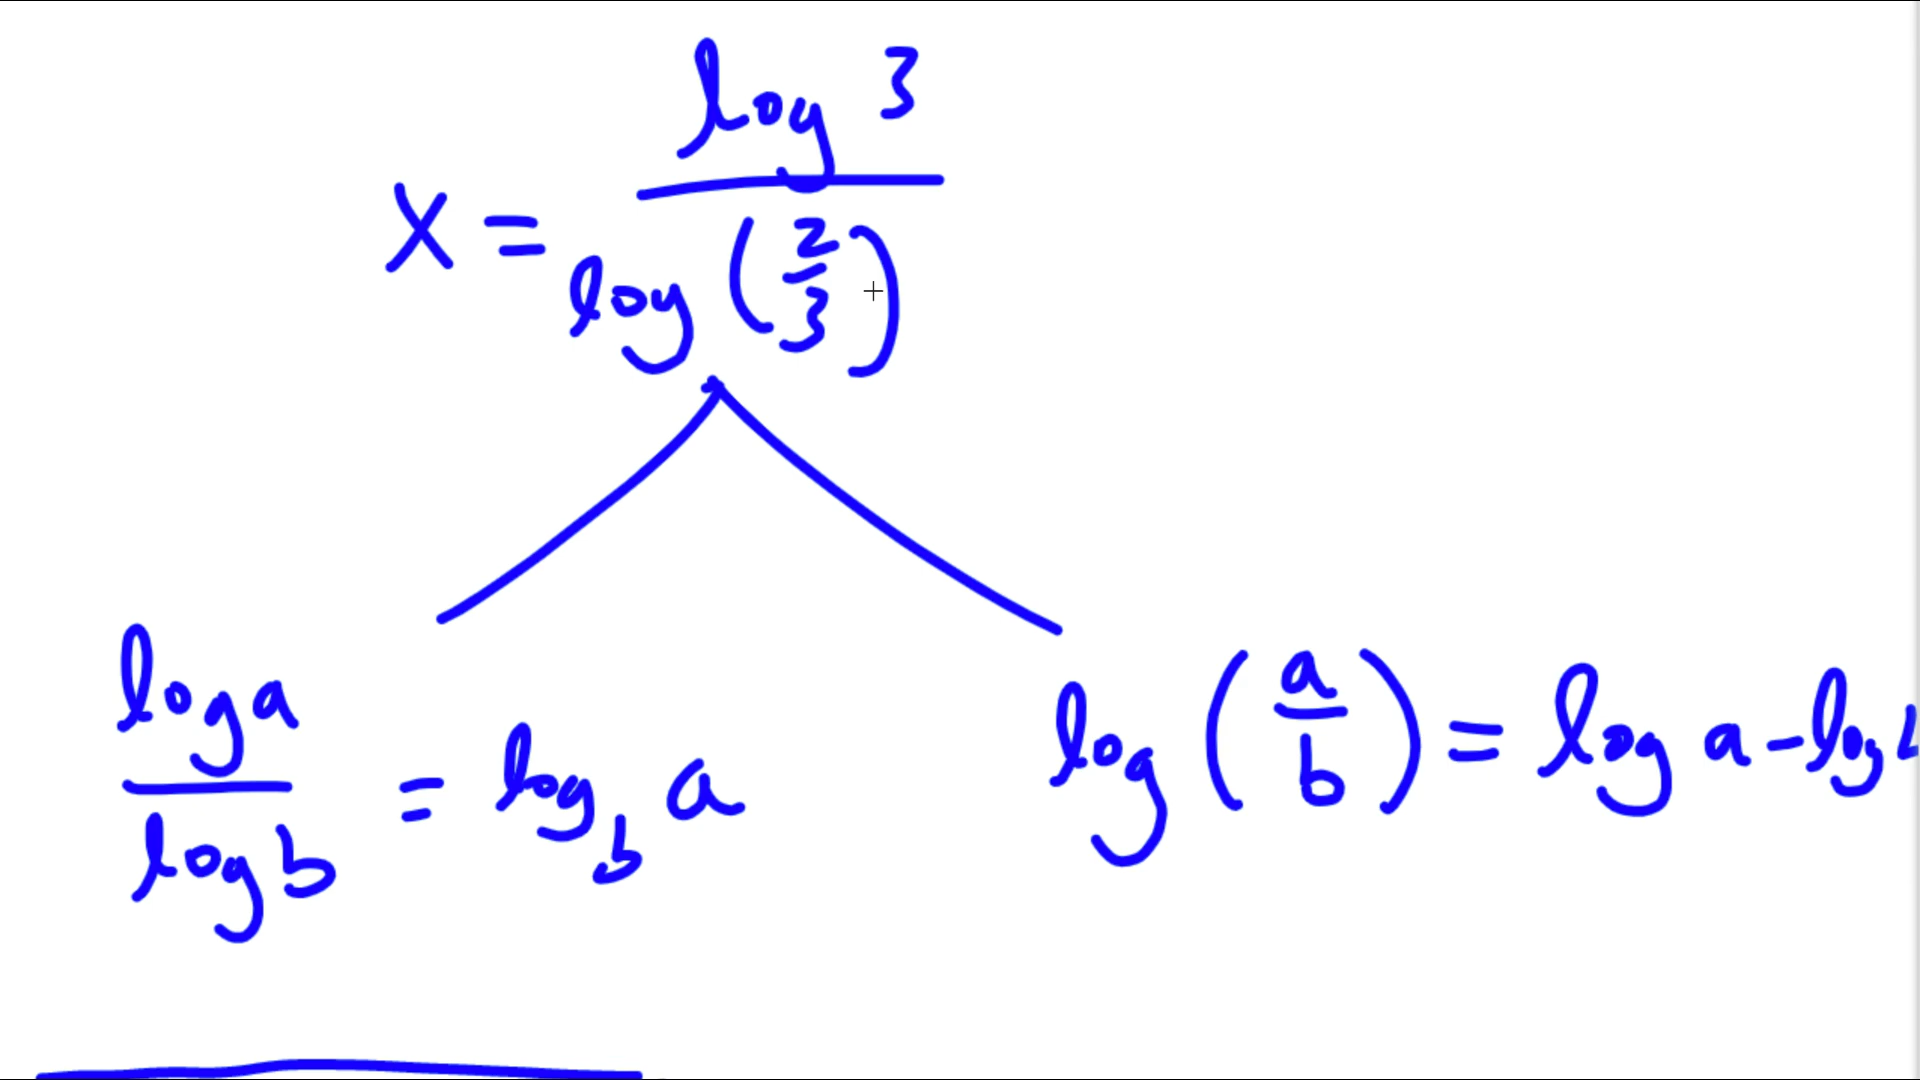 x = log 3 / log (2/3)
log a / log b = log_b a
log (a/b) = log a - log